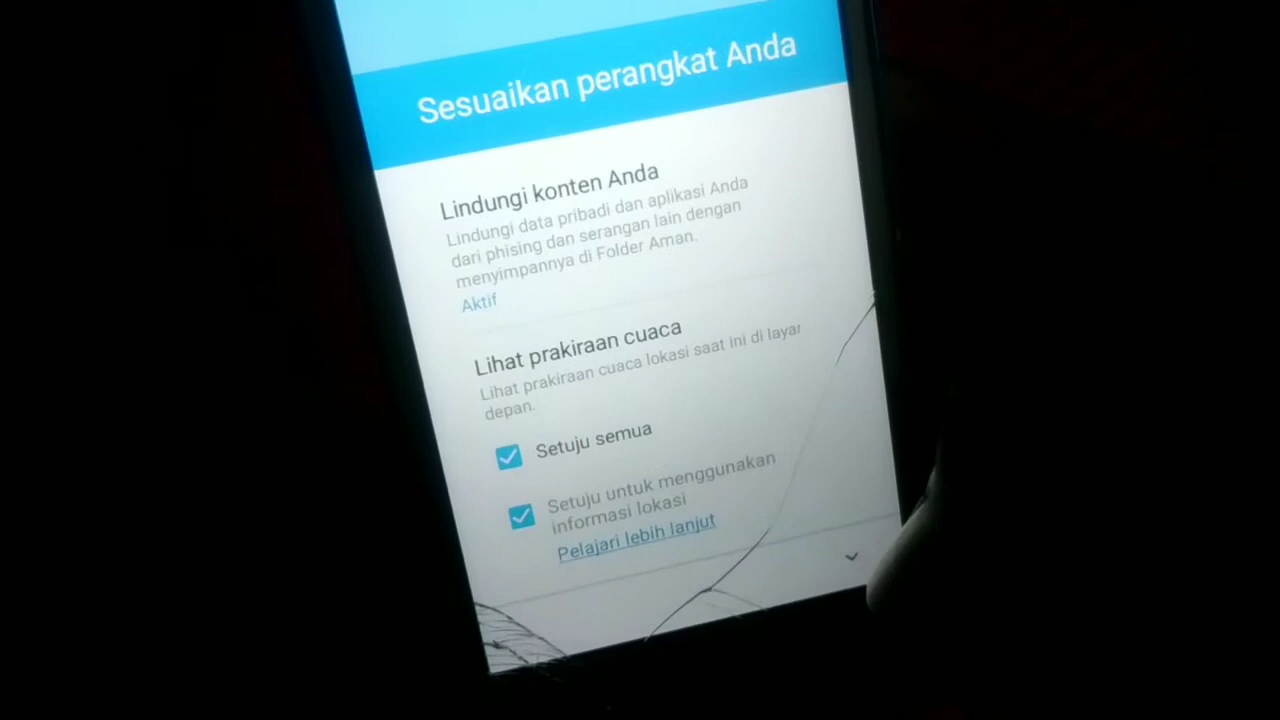 Sesuaikan perangkat Anda
Lindungi konten Anda
Lindungi data pribadi dan aplikasi Anda
dari phising dan serangan lain dengan
menyimpannya di Folder Aman.
Aktif
Lihat prakiraan cuaca
Lihat prakiraan cuaca lokasi saat ini di layar
depan.
Setuju semua
Setuju untuk menggunakan
informasi lokasi
Pelajari lebih lanjut